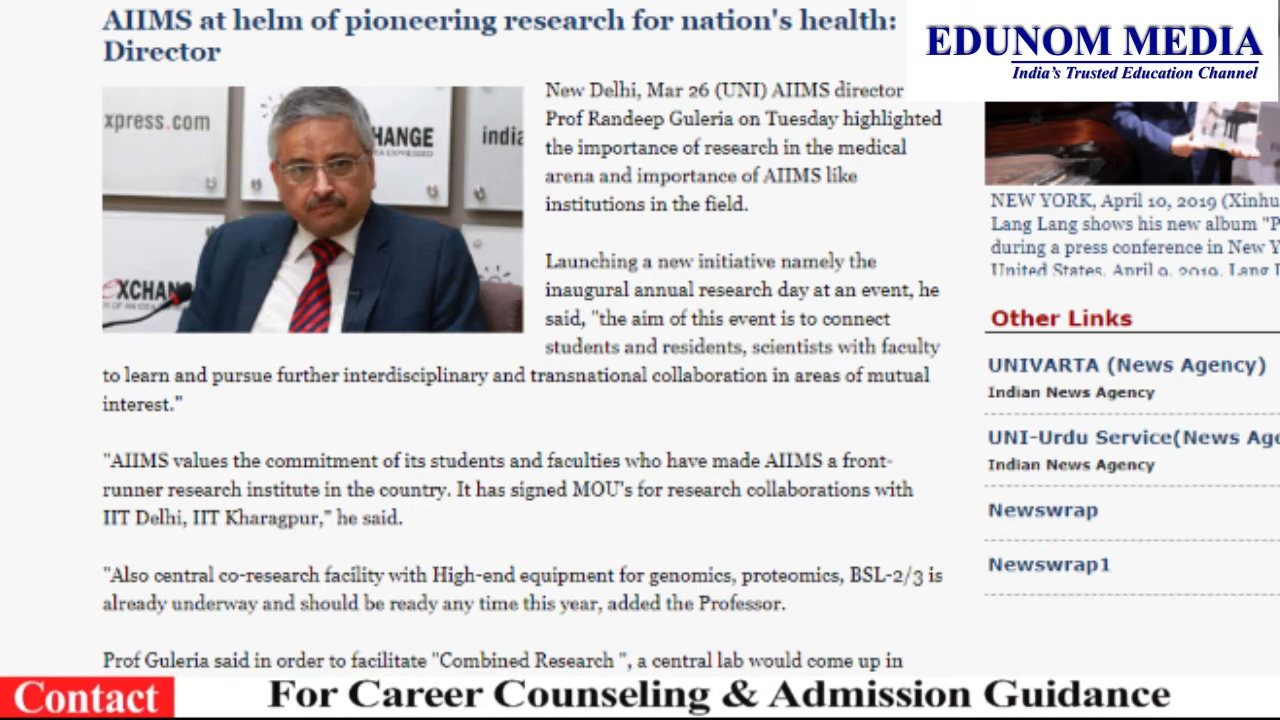 AIIMS at helm of pioneering research for nation's health:
Director
EDUNOM MEDIA
India's Trusted Education Channel
xpress.com
HANGE
india
EXCHANG
New Delhi, Mar 26 (UNI) AIIMS director
Prof Randeep Guleria on Tuesday highlighted
the importance of research in the medical
arena and importance of AIIMS like
institutions in the field.
Launching a new initiative namely the
inaugural annual research day at an event, he
said, "the aim of this event is to connect
students and residents, scientists with faculty
to learn and pursue further interdisciplinary and transnational collaboration in areas of mutual
interest."
"AIIMS values the commitment of its students and faculties who have made AIIMS a front-
runner research institute in the country. It has signed MOU's for research collaborations with
IIT Delhi, IIT Kharagpur," he said.
"Also central co-research facility with High-end equipment for genomics, proteomics, BSL-2/3 is
already underway and should be ready any time this year, added the Professor.
Prof Guleria said in order to facilitate "Combined Research ", a central lab would come up in
NEW YORK, April 10, 2019 (Xinhu
Lang Lang shows his new album "P
during a press conference in New Y
United States, April 9, 2019. Lang L
Other Links
UNIVARTA (News Agency)
Indian News Agency
UNI-Urdu Service(News Age
Indian News Agency
Newswrap
Newswrap1
Contact
For Career Counseling & Admission Guidance